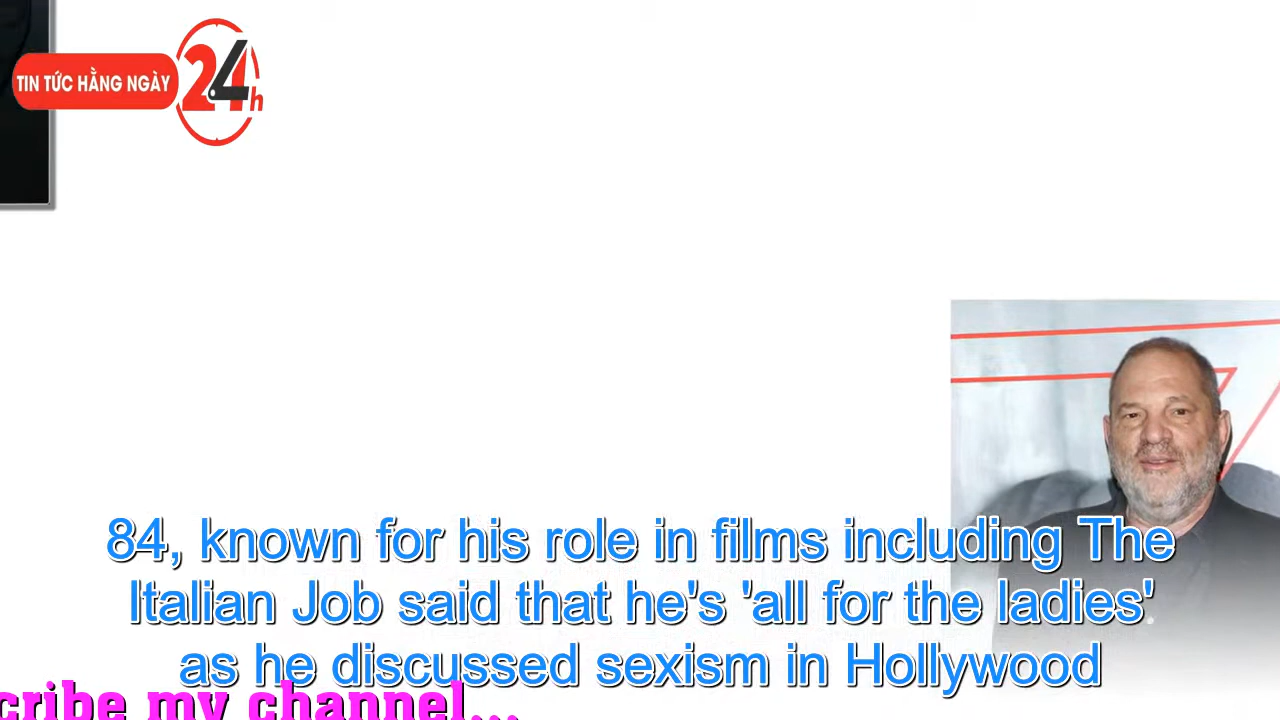 TIN TỨC HẰNG NGÀY
24h
84, known for his role in films including The
Italian Job said that he's 'all for the ladies'
as he discussed sexism in Hollywood
cribe my channel...